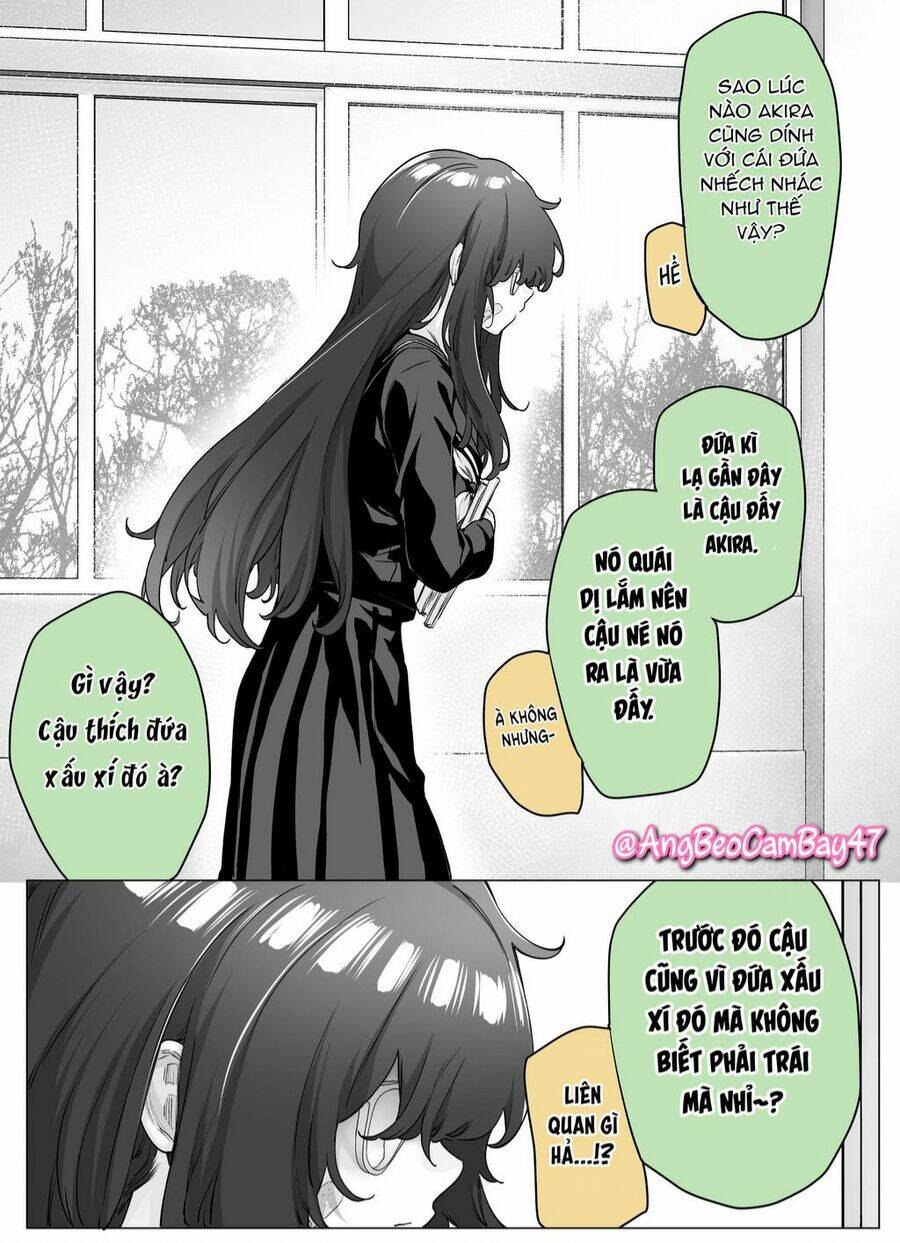 SAO LÚC
NÀO AKIRA
CŨNG DÍNH
VỚI CÁI ĐỨA
NHẾCH NHÁC
NHƯ THẾ
VẬY?
HỂ
ĐỨA KÌ
LẠ GẦN ĐÂY
LÀ CẬU ĐẤY
AKIRA.
NÓ QUÁI
DỊ LẮM NÊN
CẬU NÉ NÓ
RA LÀ VỪA
ĐẤY.
À KHÔNG
NHƯNG-
Gì vậy?
Cậu thích đứa
xấu xí đó à?
@AngBeoCamBay47
TRƯỚC ĐÓ CẬU
CŨNG VÌ ĐỨA XẤU
XÍ ĐÓ MÀ KHÔNG
BIẾT PHẢI TRÁI
MÀ NHỈ~?
LIÊN
QUAN GÌ
HẢ...!?